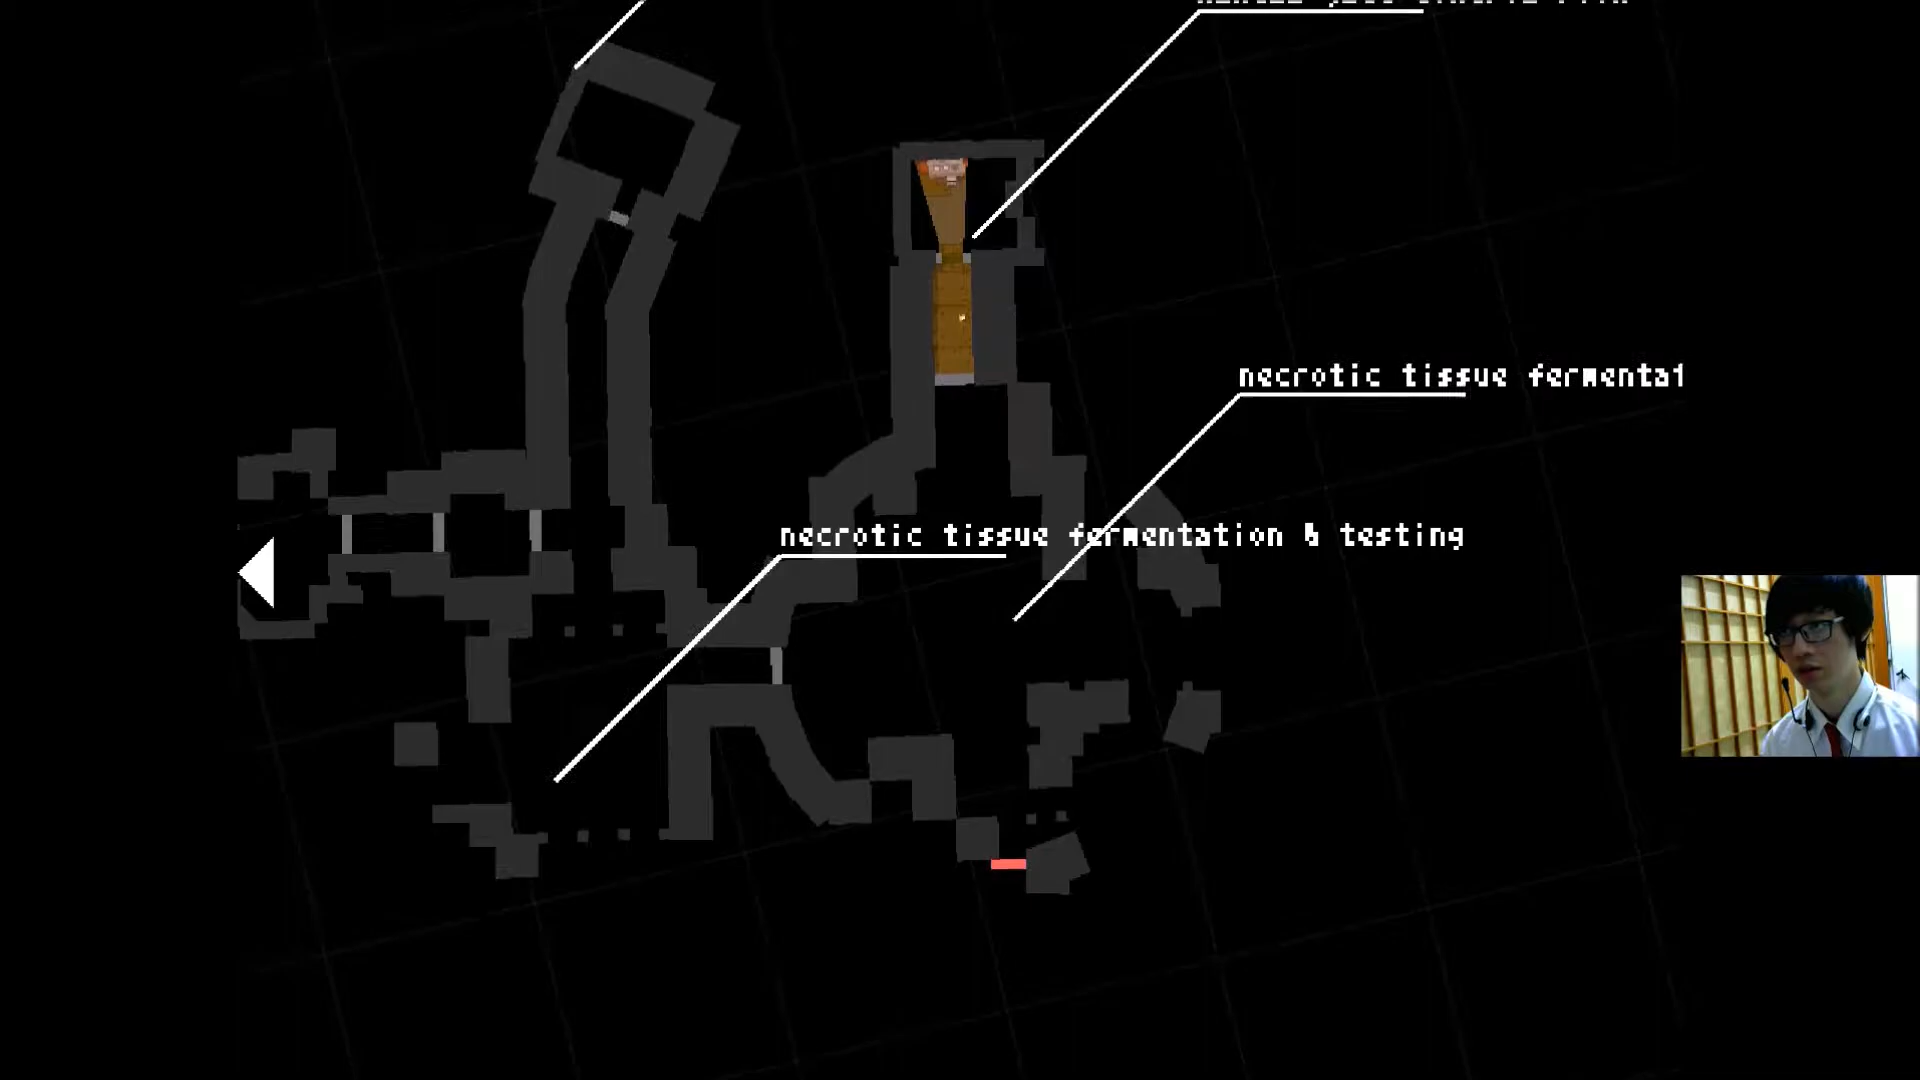 necrotic tissue fermentat
necrotic tissue fermentation & testing